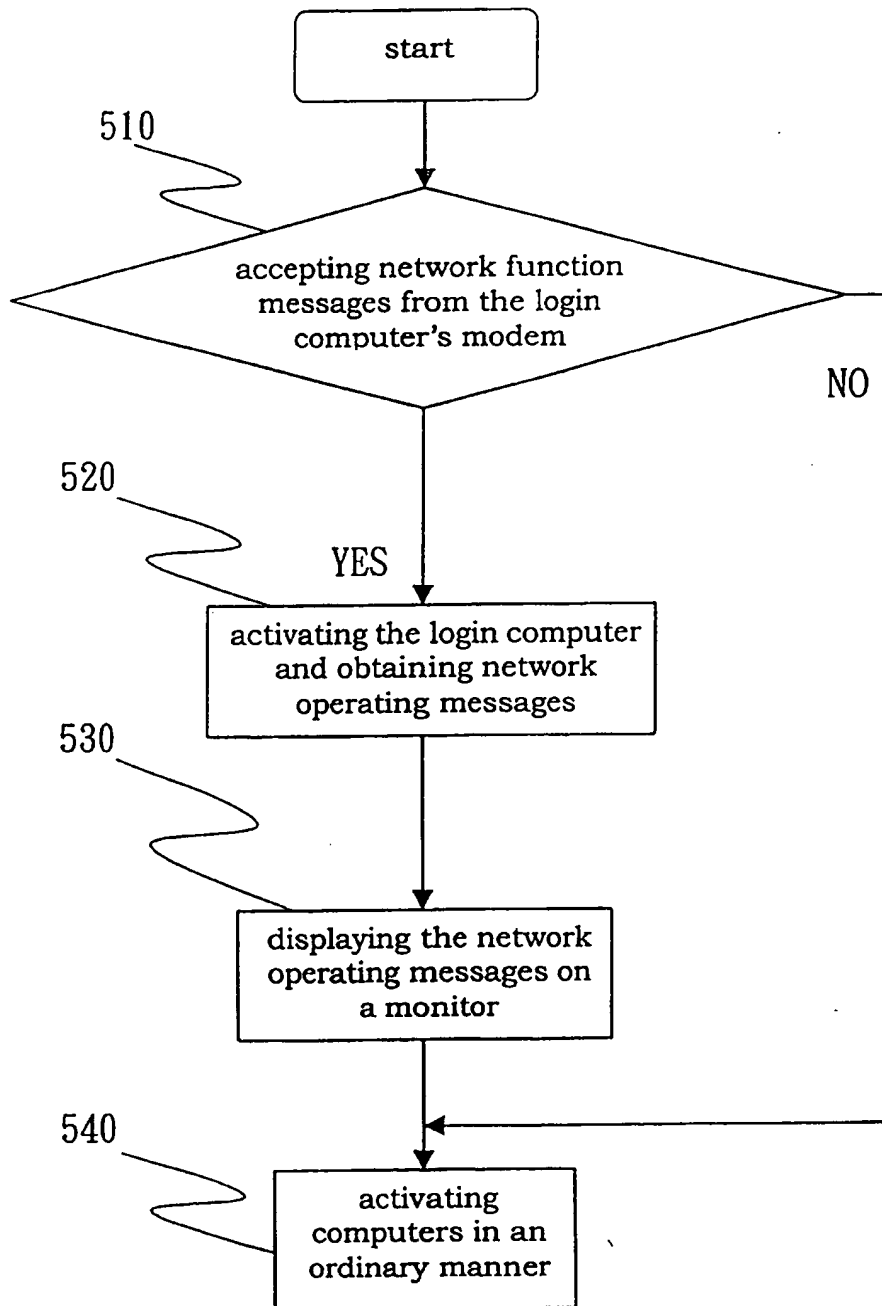 start
510
accepting network function
messages from the login
computer's modem
NO
520
YES
activating the login computer
and obtaining network
operating messages
530
displaying the network
operating messages on
a monitor
540
activating
computers in an
ordinary manner